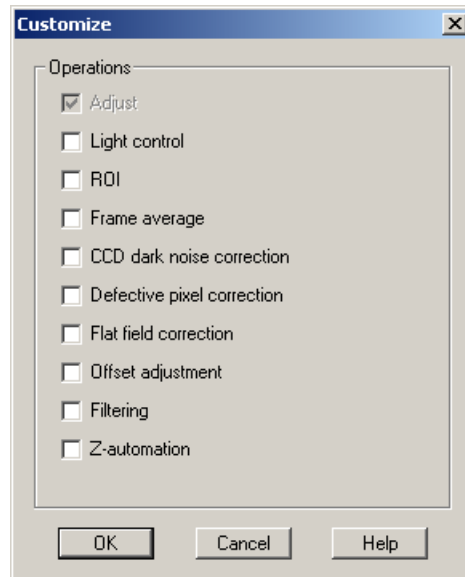 Customize
Operations
Adjust
Light control
ROI
Frame average
CCD dark noise correction
Defective pixel correction
Flat field correction
Offset adjustment
Filtering
Z-automation
OK Cancel Help